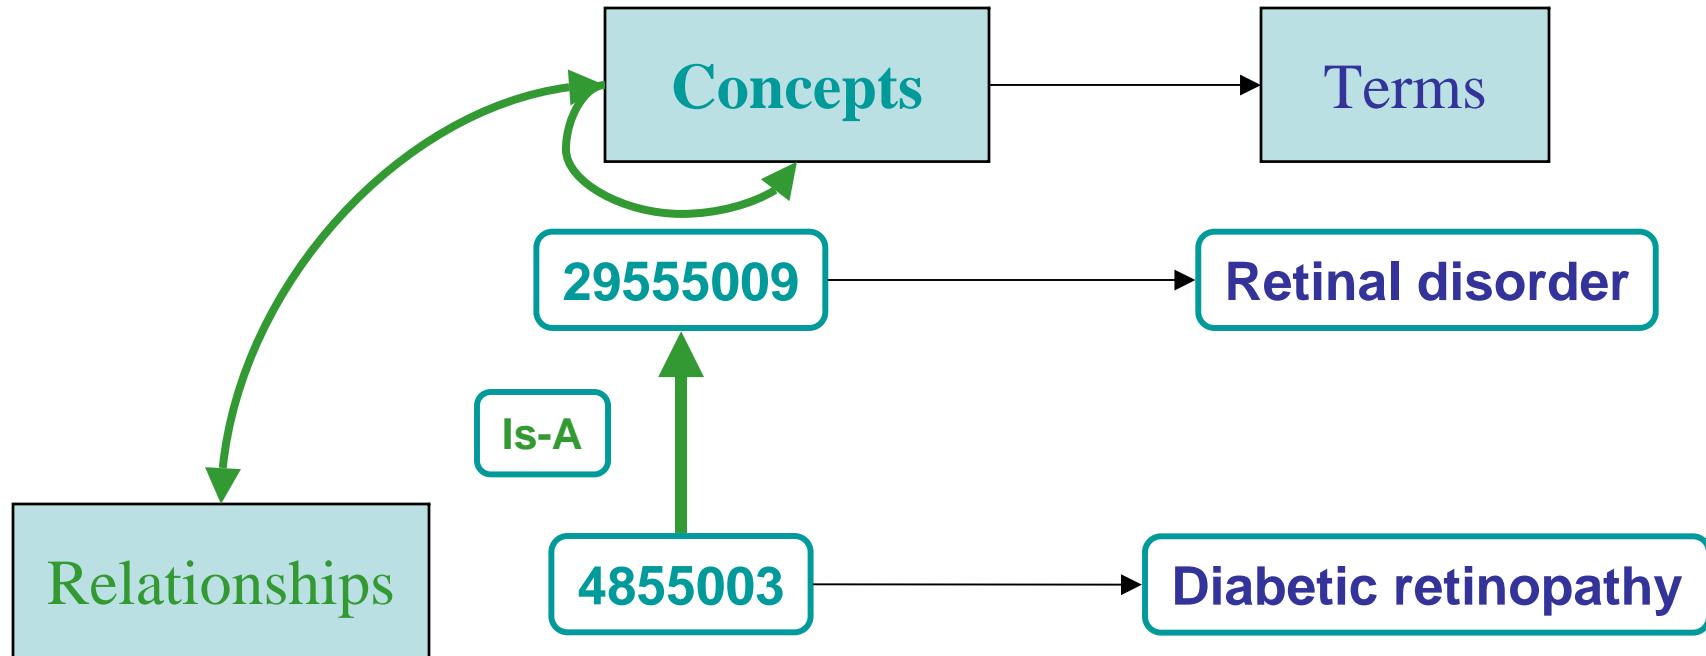 Concepts
Terms
29555009
Retinal disorder
Is-A
Relationships
4855003
Diabetic retinopathy